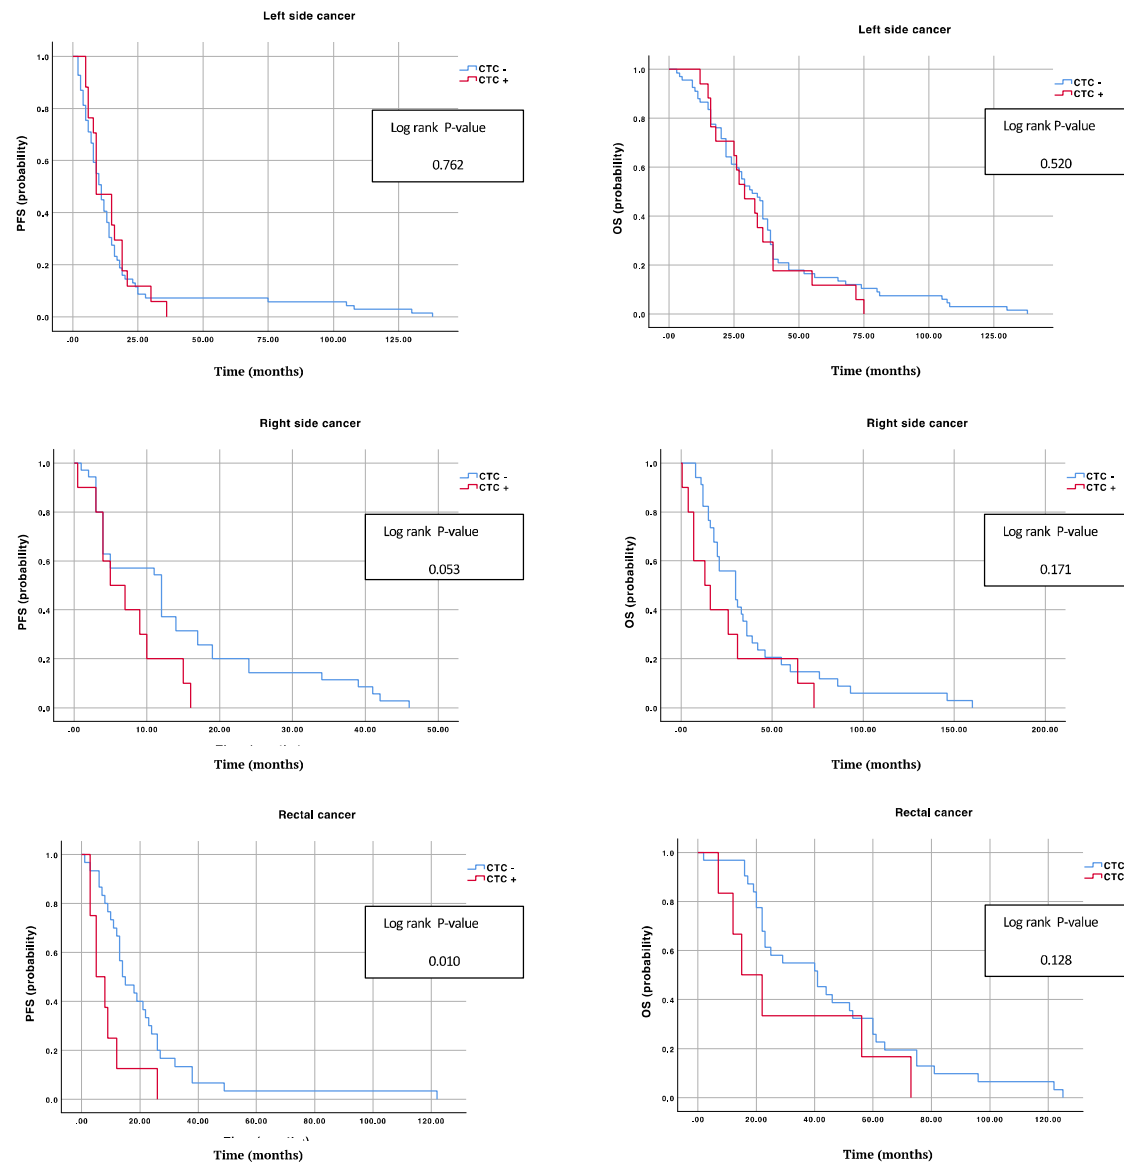 Left side cancer
PFS (probability)
1.0
0.8
0.6
0.4
0.2
0.0
CTC -
CTC +
Log rank P-value
0.762
.00 25.00 50.00 75.00 100.00 125.00
Time (months)
Left side cancer
OS (probability)
1.0
0.8
0.6
0.4
0.2
0.0
CTC -
CTC +
Log rank P-value
0.520
.00 25.00 50.00 75.00 100.00 125.00
Time (months)
Right side cancer
PFS (probability)
1.0
0.8
0.6
0.4
0.2
0.0
CTC -
CTC +
Log rank P-value
0.053
.00 10.00 20.00 30.00 40.00 50.00
Time (months)
Right side cancer
OS (probability)
1.0
0.8
0.6
0.4
0.2
0.0
CTC -
CTC +
Log rank P-value
0.171
.00 50.00 100.00 150.00 200.00
Time (months)
Rectal cancer
PFS (probability)
1.0
0.8
0.6
0.4
0.2
0.0
CTC -
CTC +
Log rank P-value
0.010
.00 20.00 40.00 60.00 80.00 100.00 120.00
Time (months)
Rectal cancer
OS (probability)
1.0
0.8
0.6
0.4
0.2
0.0
CTC
CTC
Log rank P-value
0.128
.00 20.00 40.00 60.00 80.00 100.00 120.00
Time (months)